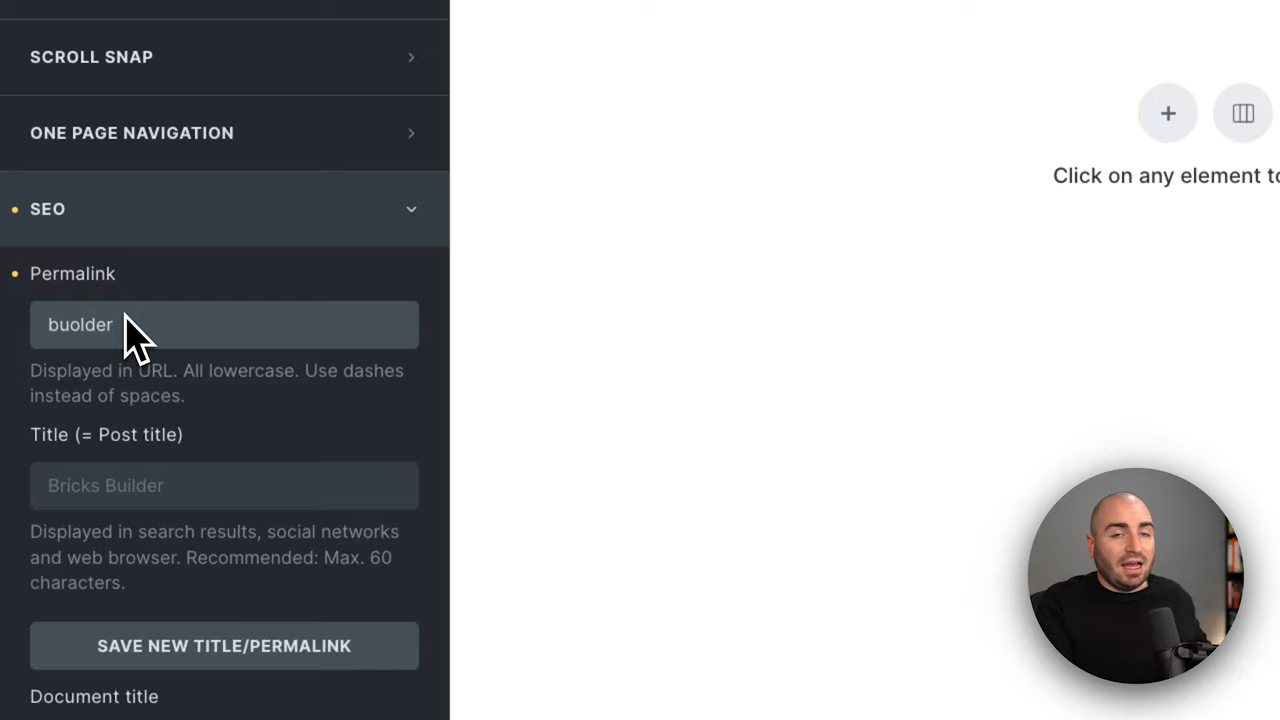 SCROLL SNAP
ONE PAGE NAVIGATION
SEO
Permalink
buolder
Displayed in URL. All lowercase. Use dashes
instead of spaces.
Title (= Post title)
Bricks Builder
Displayed in search results, social networks
and web browser. Recommended: Max. 60
characters.
SAVE NEW TITLE/PERMALINK
Document title
Click on any element